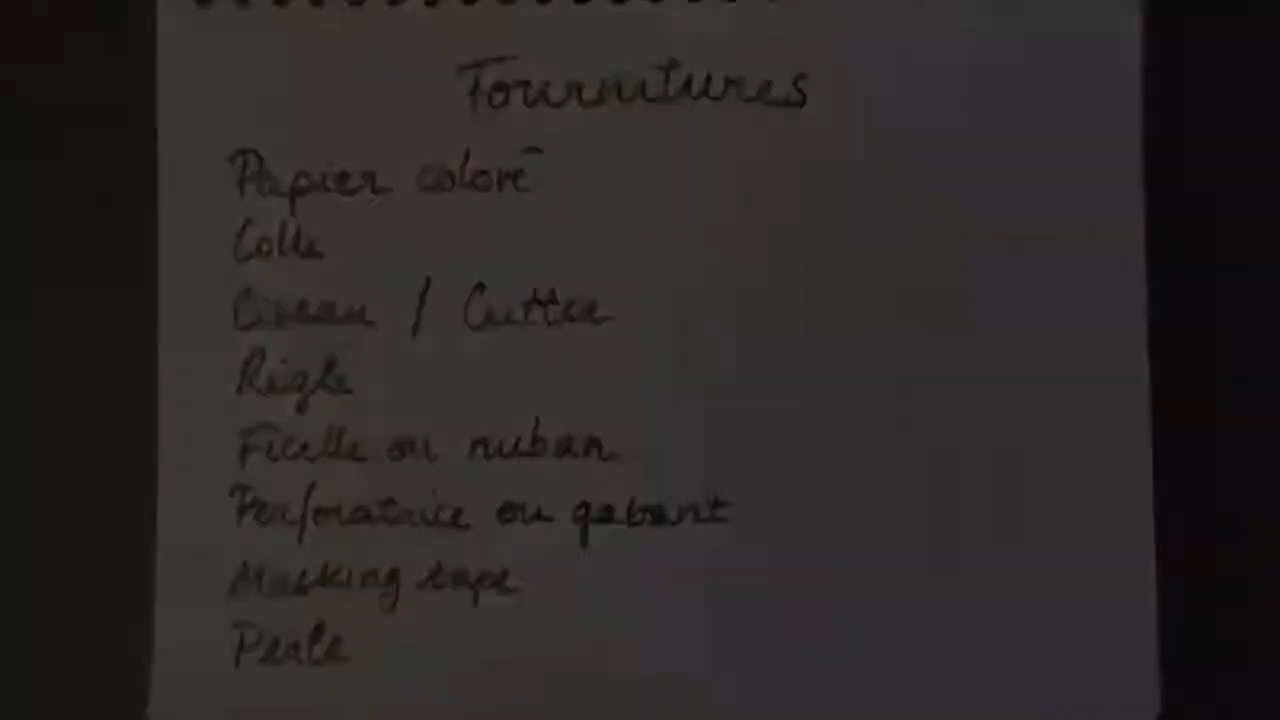 Fournitures
Papier coloré
Colle
Ciseau / Cutter
Règle
Ficelle ou ruban
Perforatrice ou gabarit
Masking tape
Perle